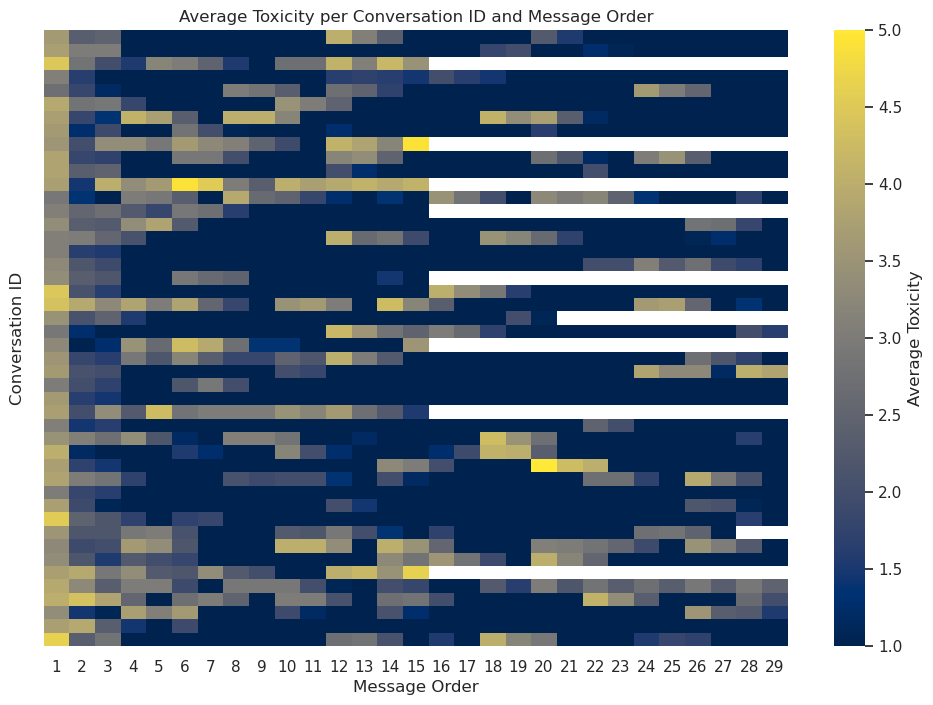 Average Toxicity per Conversation ID and Message Order
5.0
4.5
4.0
3.5
3.0
2.5
2.0
1.5
1.0
Average Toxicity
Conversation ID
1 2 3 4 5 6 7 8 9 10 11 12 13 14 15 16 17 18 19 20 21 22 23 24 25 26 27 28 29
Message Order